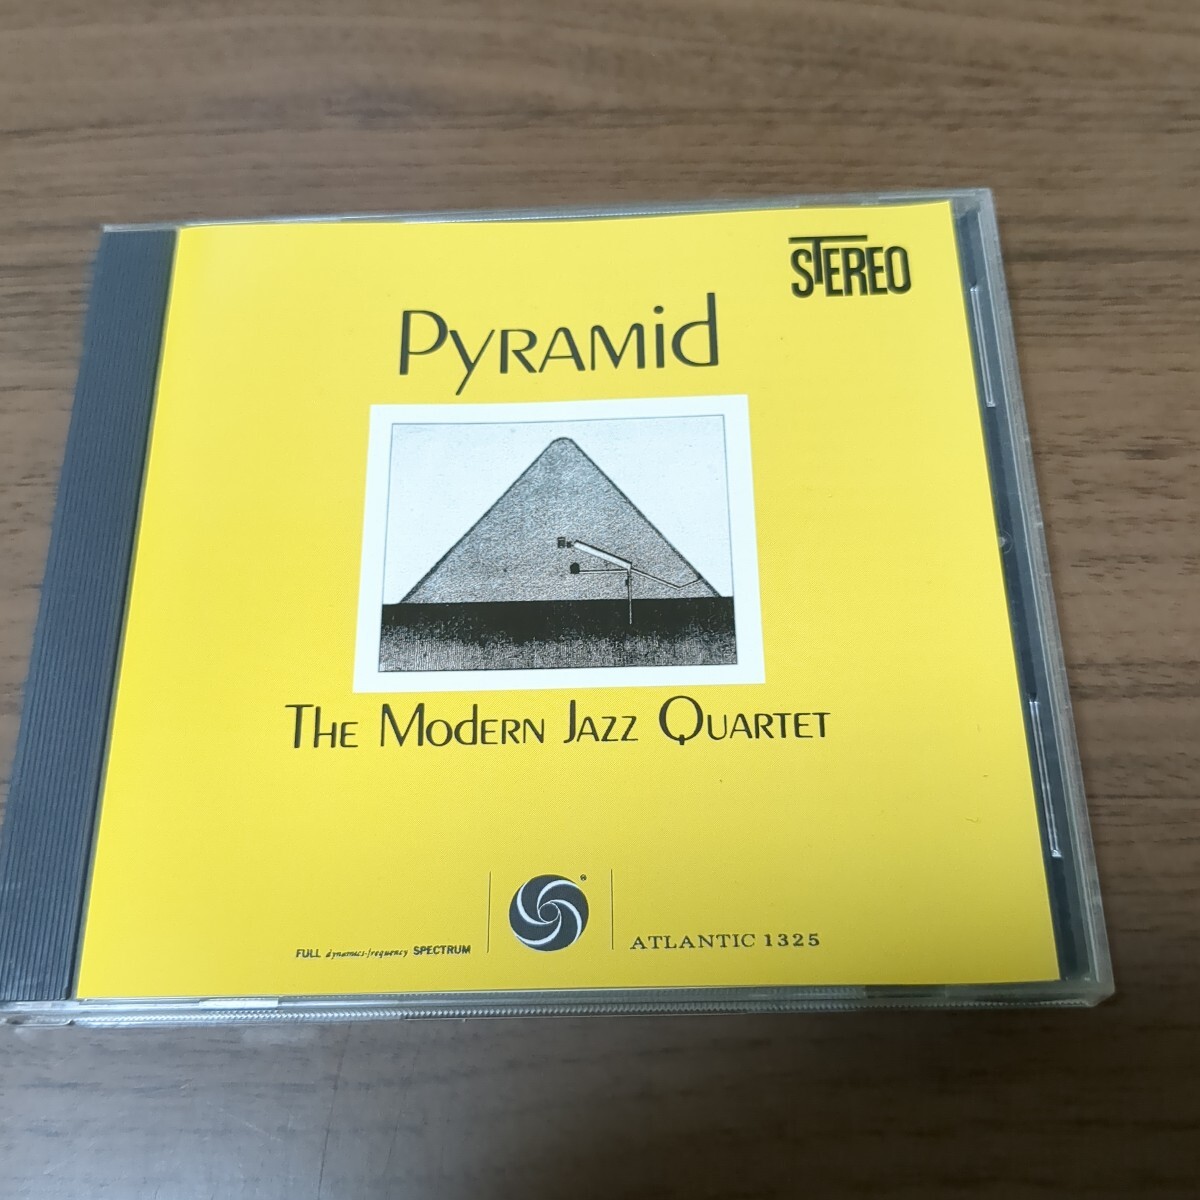 STEREO
PYRAMid
THE MOdERN JAZZ QUARTET
FULL dynamics-frequency SPECTRUM
®
ATLANTIC 1325